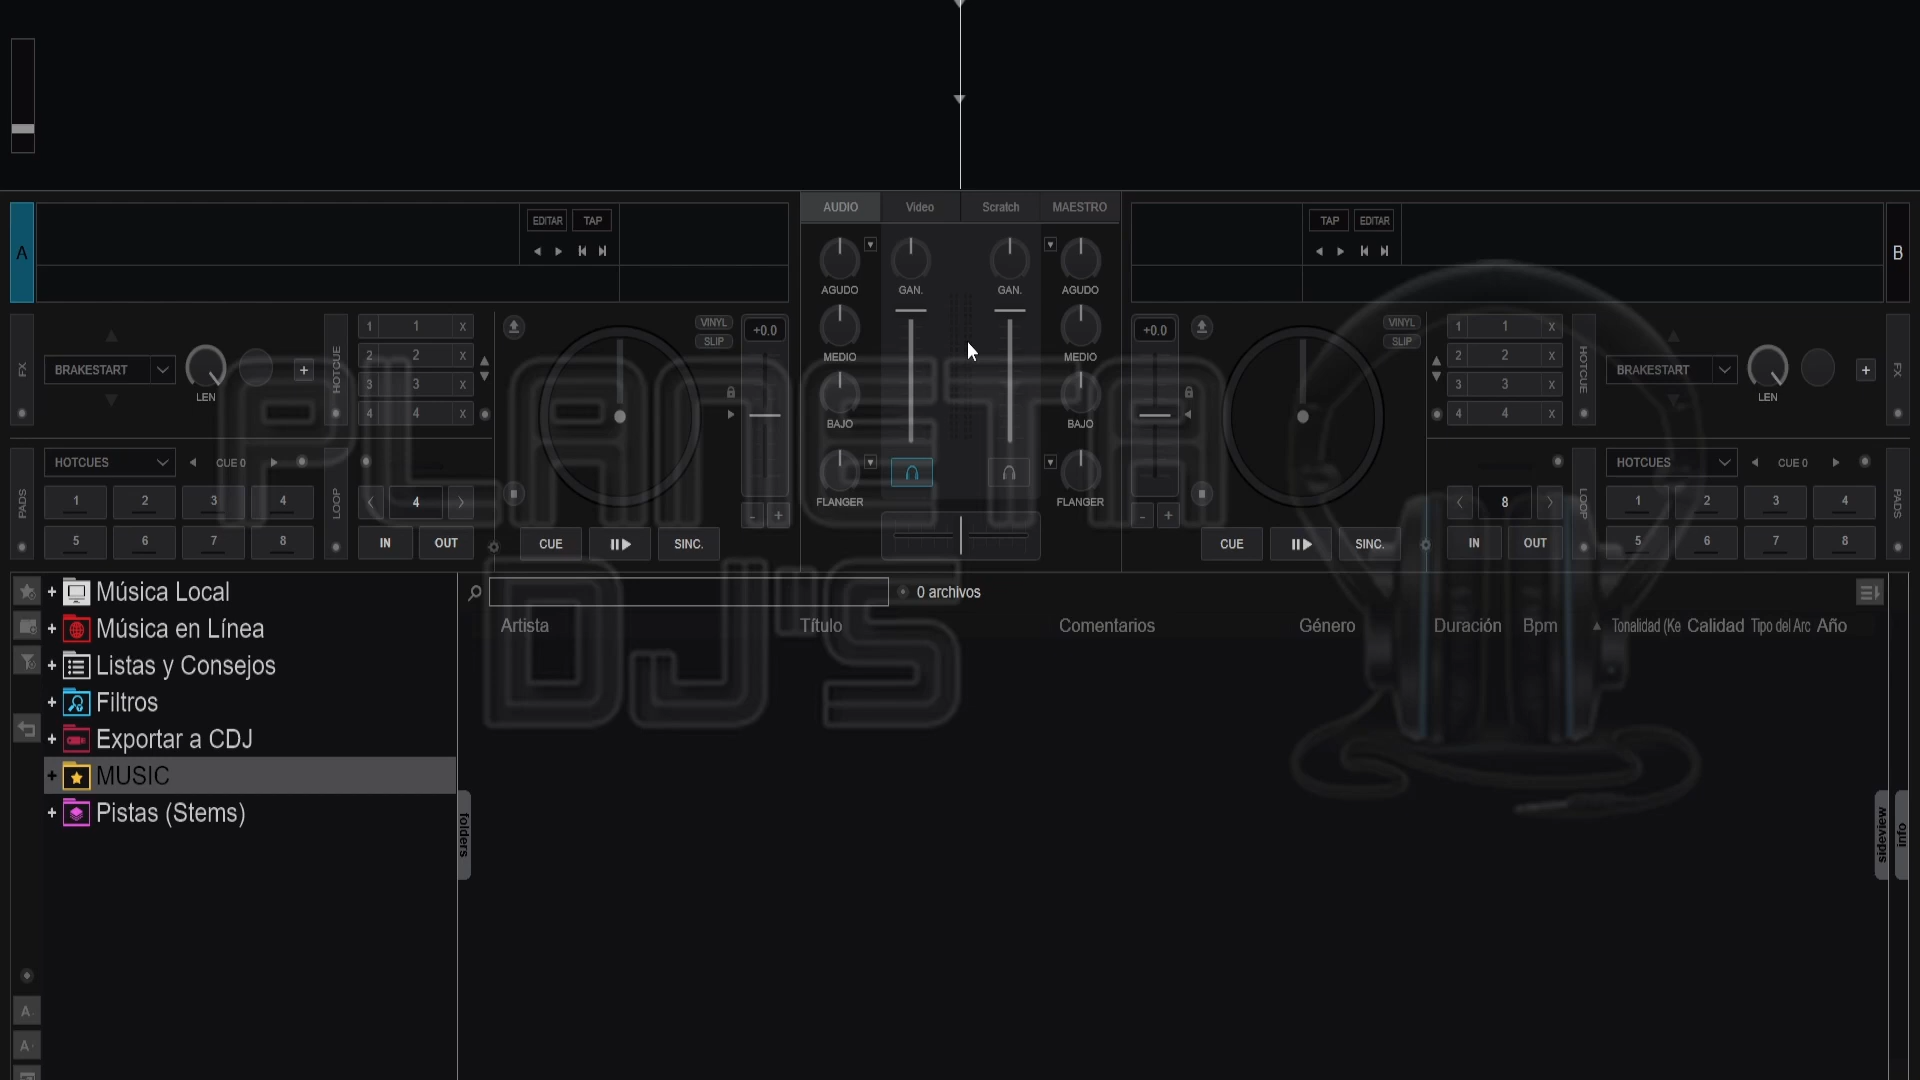 AUDIO Video Scratch MAESTRO
A EDITAR TAP
TAP EDITAR B
AGUDO GAN. GAN. AGUDO
MEDIO MEDIO
BAJO BAJO
FLANGER FLANGER
FX BRAKESTART LEN +
HOTCUE
1 1 X
2 2 X
3 3 X
4 4 X
VINYL
SLIP
+0.0
PADS HOTCUES CUE 0
1 2 3 4
5 6 7 8
LOOP < 4 >
IN OUT
CUE SINC.
- +
+0.0
VINYL
SLIP
1 1 X
2 2 X
3 3 X
4 4 X
HOTCUE
BRAKESTART LEN + FX
- +
CUE SINC.
< 8 > LOOP
IN OUT
HOTCUES CUE 0 PADS
1 2 3 4
5 6 7 8
PLANETA
DJ'S
+ Música Local
+ Música en Línea
+ Listas y Consejos
+ Filtros
+ Exportar a CDJ
+ MUSIC
+ Pistas (Stems)
folders
0 archivos
Artista Título Comentarios Género Duración Bpm Tonalidad (Ke Calidad Tipo del Arc Año
sideview
info
A-
A+